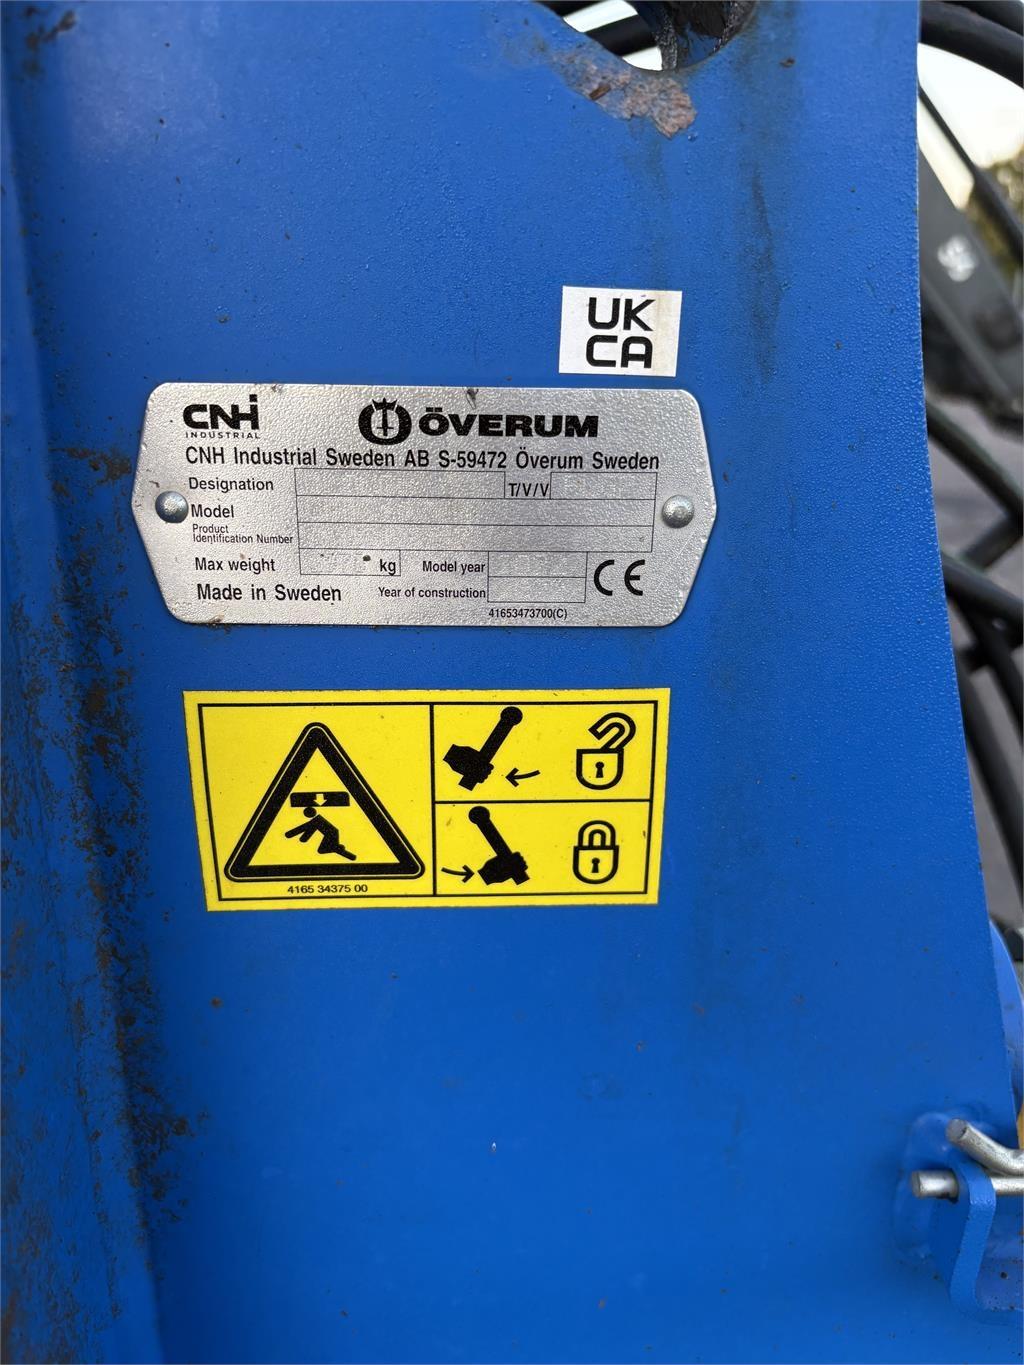 UK
CA
CNH
INDUSTRIAL
ÖVERUM
CNH Industrial Sweden AB S-59472 Överum Sweden
Designation
T/V/V
Model
Product
Identification Number
Max weight kg
Model year
CE
Made in Sweden
Year of construction
41653473700(C)
4165 34375 00